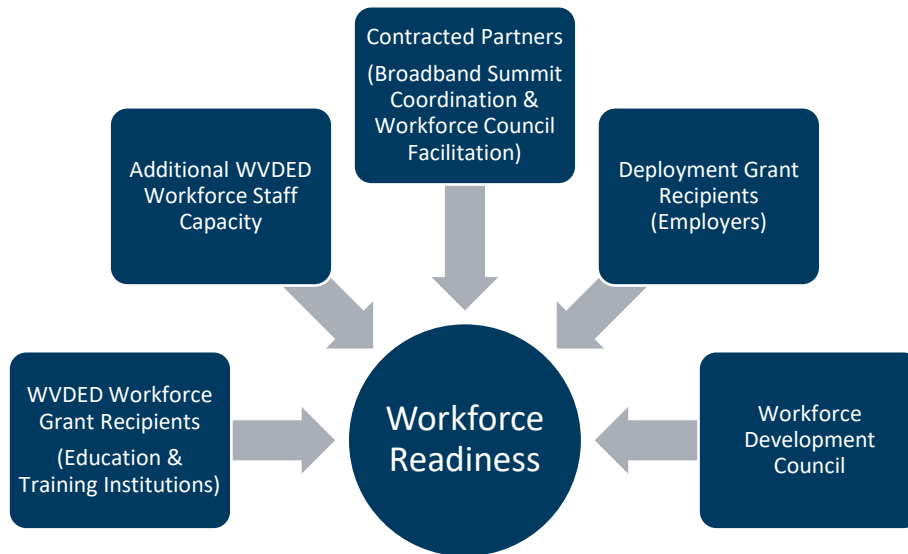 Contracted Partners
(Broadband Summit
Coordination &
Workforce Council
Facilitation)
Additional WVDED
Workforce Staff
Capacity
Deployment Grant
Recipients
(Employers)
WVDED Workforce
Grant Recipients
(Education &
Training Institutions)
Workforce
Readiness
Workforce
Development
Council